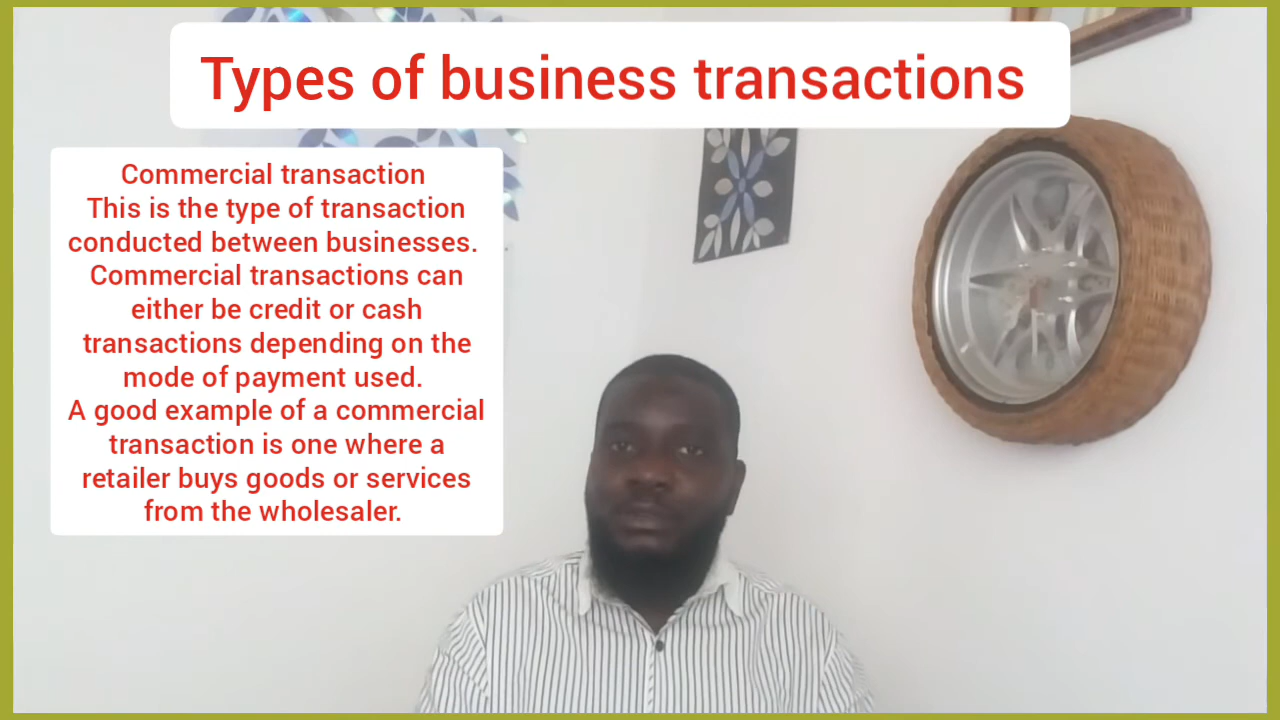 Types of business transactions
Commercial transaction
This is the type of transaction
conducted between businesses.
Commercial transactions can
either be credit or cash
transactions depending on the
mode of payment used.
A good example of a commercial
transaction is one where a
retailer buys goods or services
from the wholesaler.